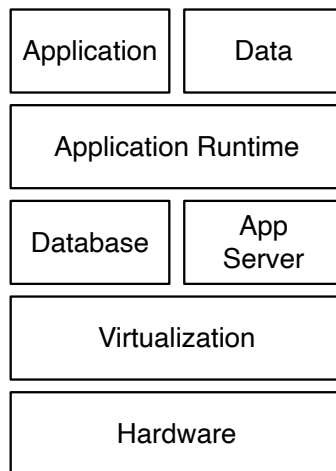 Application
Data
Application Runtime
Database
App
Server
Virtualization
Hardware